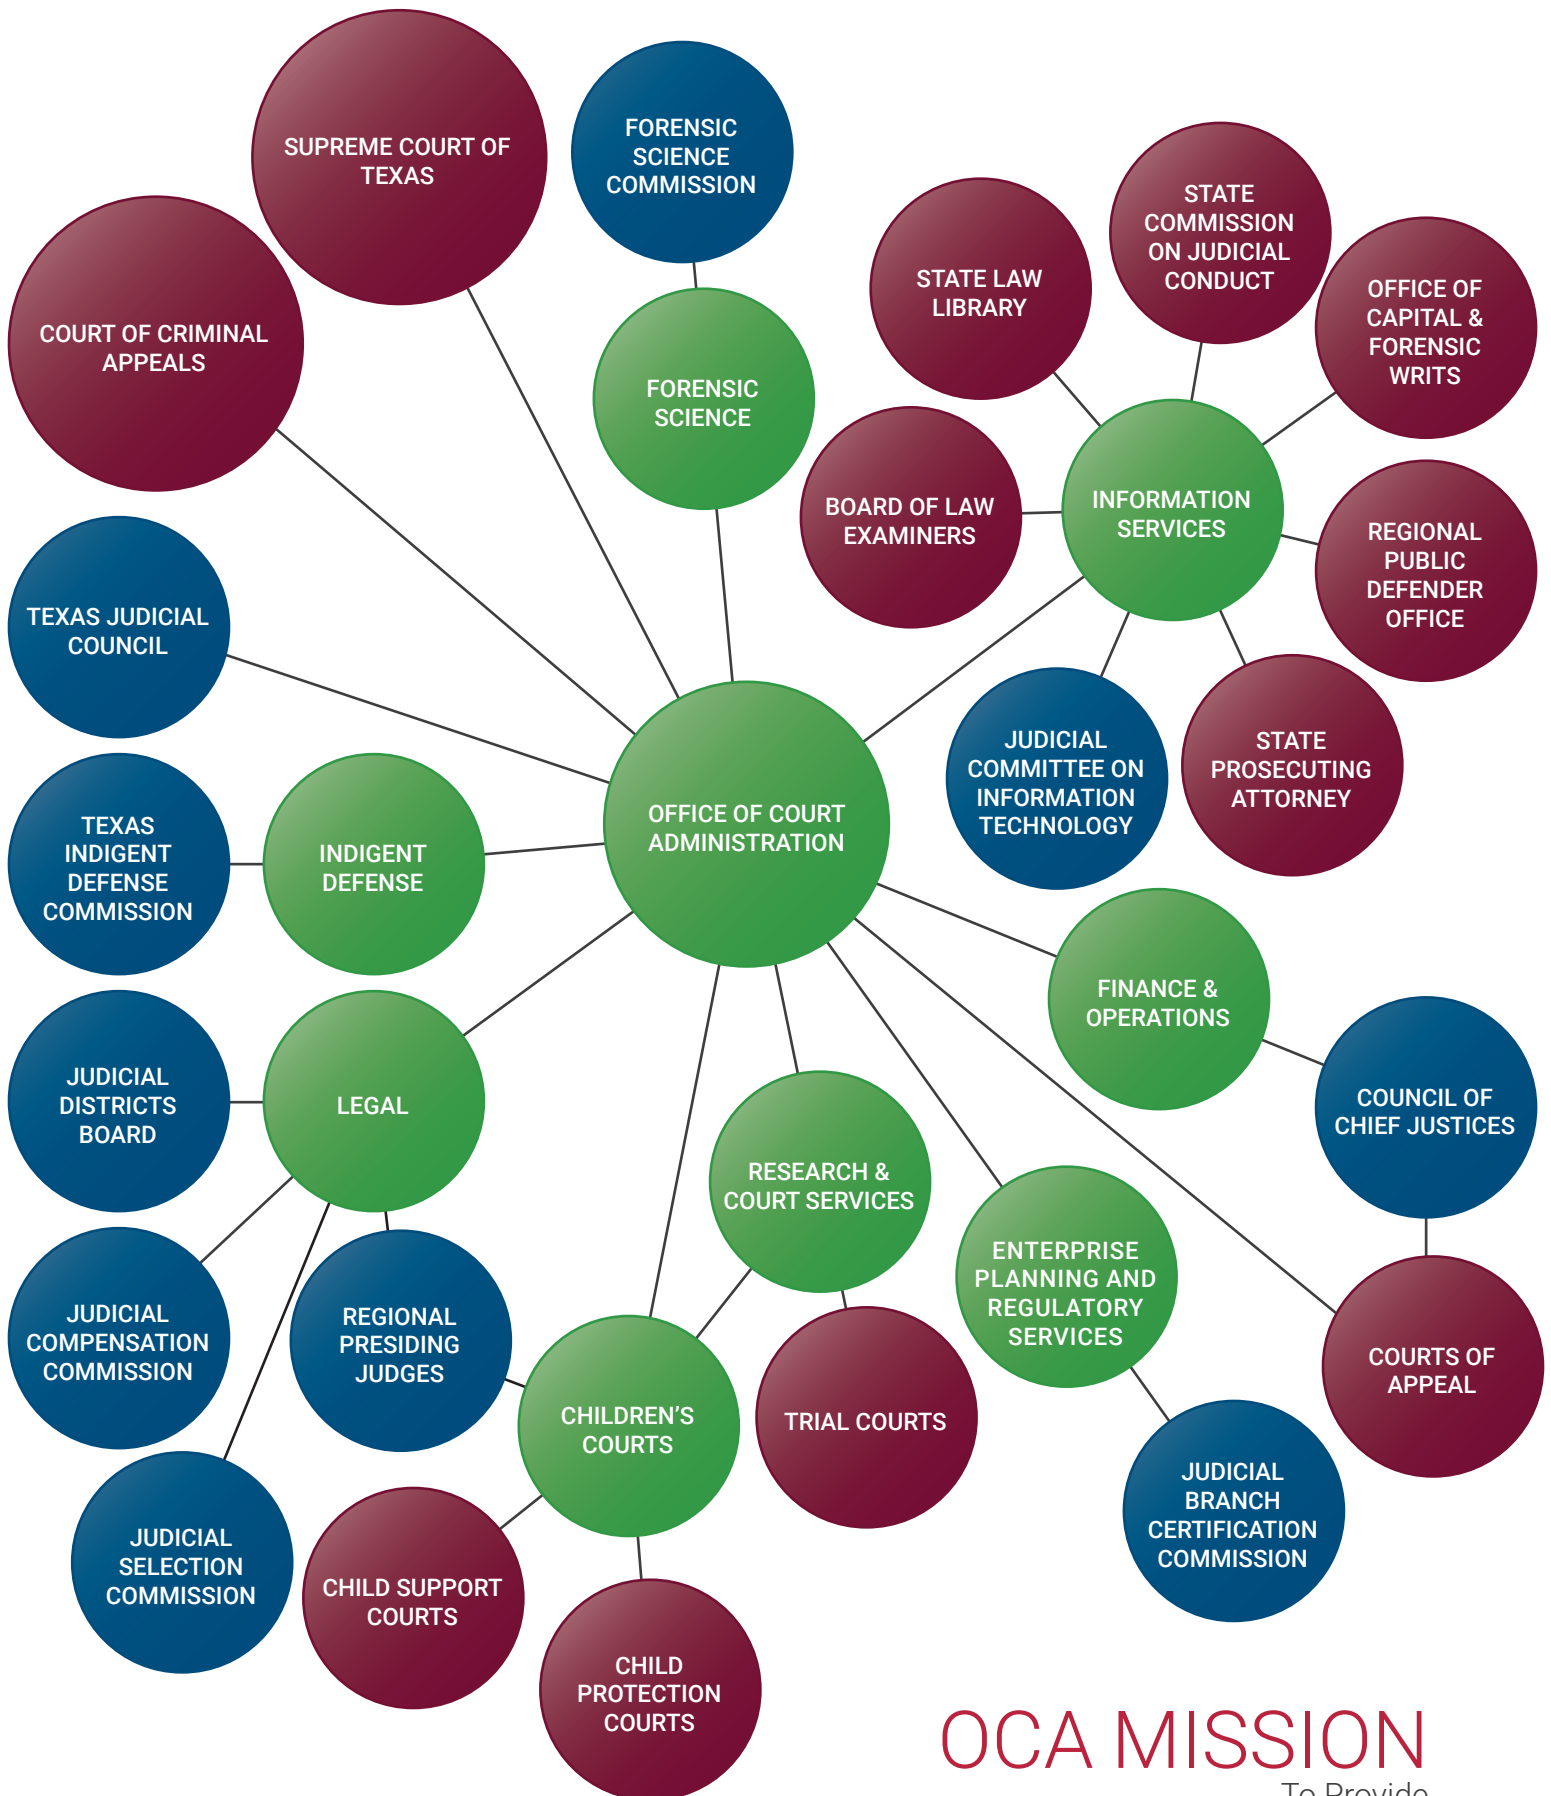 SUPREME COURT OF
TEXAS
FORENSIC
SCIENCE
COMMISSION
STATE
COMMISSION
ON JUDICIAL
CONDUCT
STATE LAW
LIBRARY
OFFICE OF
CAPITAL &
FORENSIC
WRITS
COURT OF CRIMINAL
APPEALS
FORENSIC
SCIENCE
BOARD OF LAW
EXAMINERS
INFORMATION
SERVICES
REGIONAL
PUBLIC
DEFENDER
OFFICE
TEXAS JUDICIAL
COUNCIL
JUDICIAL
COMMITTEE ON
INFORMATION
TECHNOLOGY
STATE
PROSECUTING
ATTORNEY
OFFICE OF COURT
ADMINISTRATION
TEXAS
INDIGENT
DEFENSE
COMMISSION
INDIGENT
DEFENSE
FINANCE &
OPERATIONS
JUDICIAL
DISTRICTS
BOARD
LEGAL
COUNCIL OF
CHIEF JUSTICES
RESEARCH &
COURT SERVICES
ENTERPRISE
PLANNING AND
REGULATORY
SERVICES
JUDICIAL
COMPENSATION
COMMISSION
REGIONAL
PRESIDING
JUDGES
COURTS OF
APPEAL
CHILDREN’S
COURTS
TRIAL COURTS
JUDICIAL
BRANCH
CERTIFICATION
COMMISSION
JUDICIAL
SELECTION
COMMISSION
CHILD SUPPORT
COURTS
CHILD
PROTECTION
COURTS
OCA MISSION
To Provide